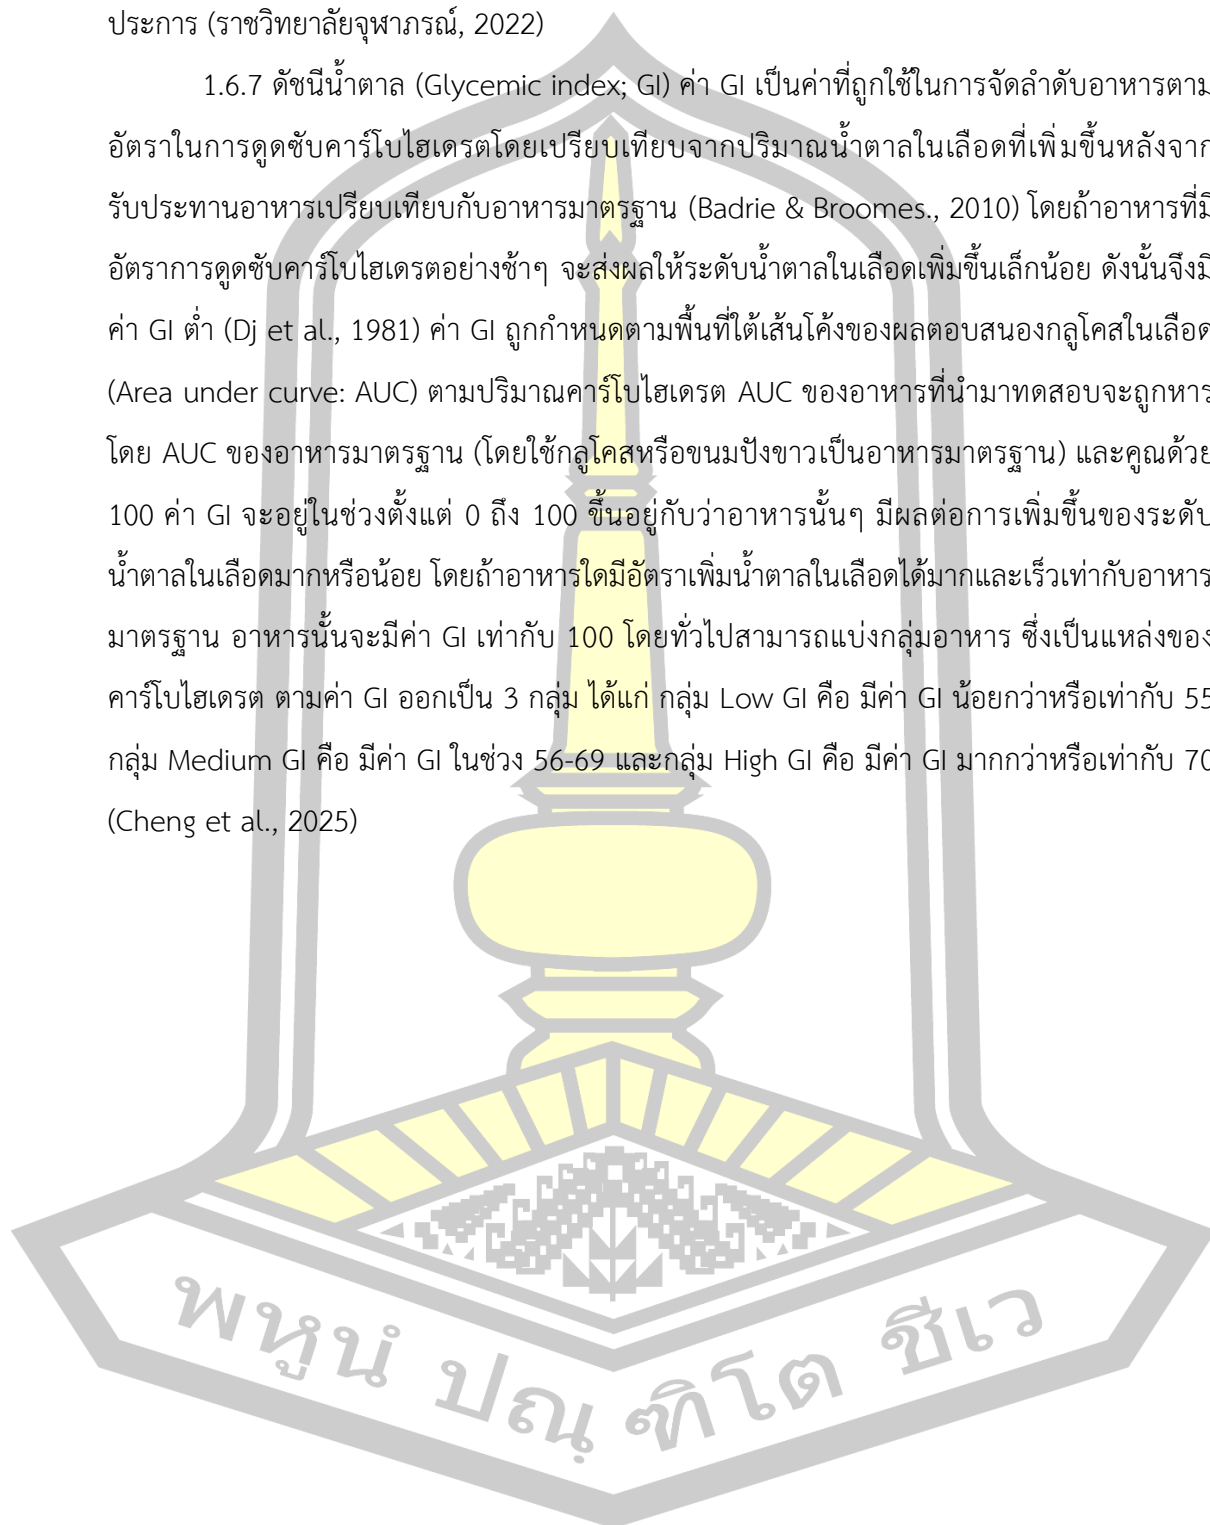 ประการ (ราชวิทยาลัยจุฬาภรณ์, 2022)
1.6.7 ดัชนีน้ำตาล (Glycemic index; GI) ค่า GI เป็นค่าที่ถูกใช้ในการจัดลำดับอาหารตาม
อัตราในการดูดซับคาร์โบไฮเดรตโดยเปรียบเทียบจากปริมาณน้ำตาลในเลือดที่เพิ่มขึ้นหลังจาก
รับประทานอาหารเปรียบเทียบกับอาหารมาตรฐาน (Badrie & Broomes., 2010) โดยถ้าอาหารที่มี
อัตราการดูดซับคาร์โบไฮเดรตอย่างช้าๆ จะส่งผลให้ระดับน้ำตาลในเลือดเพิ่มขึ้นเล็กน้อย ดังนั้นจึงมี
ค่า GI ต่ำ (Dj et al., 1981) ค่า GI ถูกกำหนดตามพื้นที่ใต้เส้นโค้งของผลตอบสนองกลูโคสในเลือด
(Area under curve: AUC) ตามปริมาณคาร์โบไฮเดรต AUC ของอาหารที่นำมาทดสอบจะถูกหาร
โดย AUC ของอาหารมาตรฐาน (โดยใช้กลูโคสหรือขนมปังขาวเป็นอาหารมาตรฐาน) และคูณด้วย
100 ค่า GI จะอยู่ในช่วงตั้งแต่ 0 ถึง 100 ขึ้นอยู่กับว่าอาหารนั้นๆ มีผลต่อการเพิ่มขึ้นของระดับ
น้ำตาลในเลือดมากหรือน้อย โดยถ้าอาหารใดมีอัตราเพิ่มน้ำตาลในเลือดได้มากและเร็วเท่ากับอาหาร
มาตรฐาน อาหารนั้นจะมีค่า GI เท่ากับ 100 โดยทั่วไปสามารถแบ่งกลุ่มอาหาร ซึ่งเป็นแหล่งของ
คาร์โบไฮเดรต ตามค่า GI ออกเป็น 3 กลุ่ม ได้แก่ กลุ่ม Low GI คือ มีค่า GI น้อยกว่าหรือเท่ากับ 55
กลุ่ม Medium GI คือ มีค่า GI ในช่วง 56-69 และกลุ่ม High GI คือ มีค่า GI มากกว่าหรือเท่ากับ 70
(Cheng et al., 2025)
พหูนํ ปณฺฑิโต ชีเว